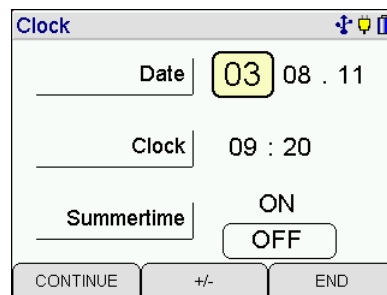 Clock
Date 03 08 . 11
Clock 09 : 20
Summertime ON
OFF
CONTINUE +/- END